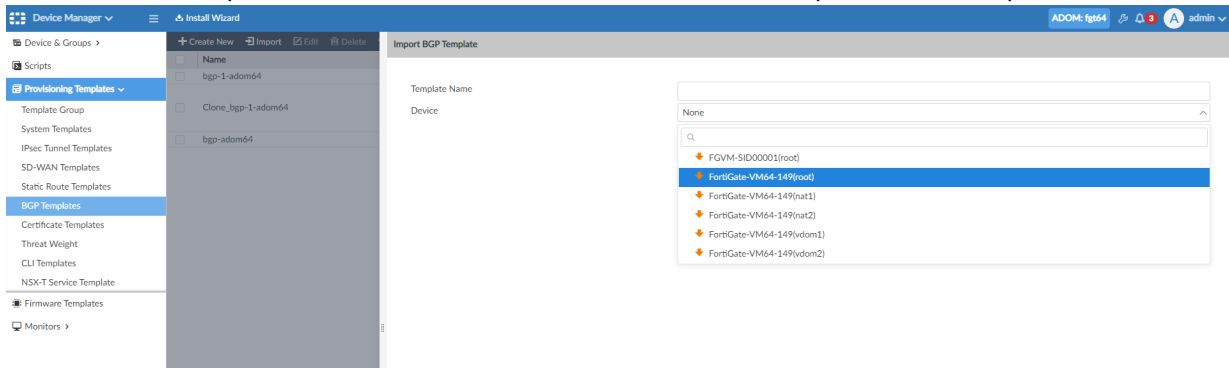 Device Manager
Install Wizard
ADOM: fgt64
3
A
admin
Device & Groups
Scripts
Provisioning Templates
Template Group
System Templates
IPsec Tunnel Templates
SD-WAN Templates
Static Route Templates
BGP Templates
Certificate Templates
Threat Weight
CLI Templates
NSX-T Service Template
Firmware Templates
Monitors
Create New Import Edit Delete
Name
bgp-1-adom64
Clone_bgp-1-adom64
bgp-adom64
Import BGP Template
Template Name
Device
None
FGVM-SID00001(root)
FortiGate-VM64-149(root)
FortiGate-VM64-149(nat1)
FortiGate-VM64-149(nat2)
FortiGate-VM64-149(vdom1)
FortiGate-VM64-149(vdom2)